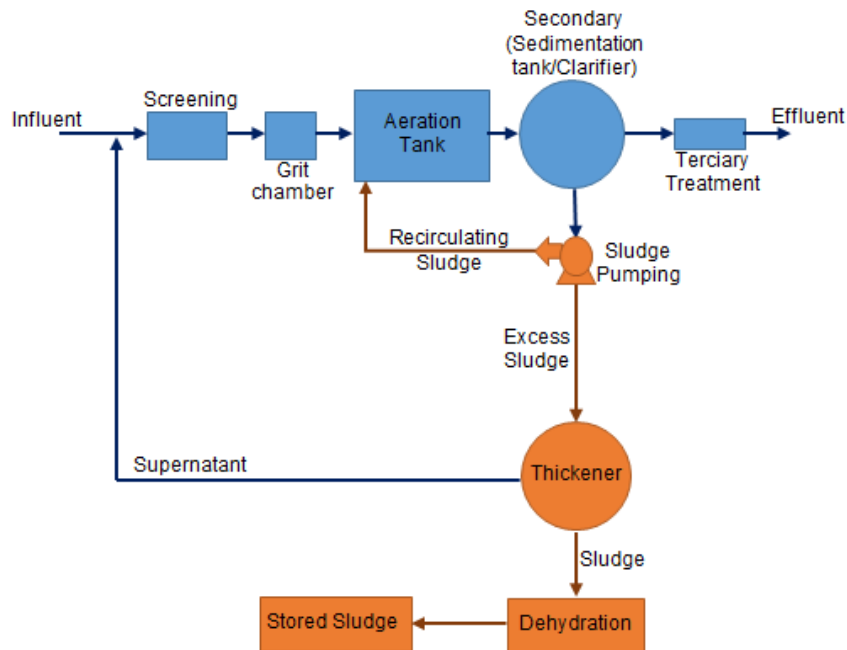 Secondary
(Sedimentation
tank/Clarifier)
Screening
Influent
Effluent
Aeration
Tank
Grit
chamber
Terciary
Treatment
Recirculating
Sludge
Sludge
Pumping
Excess
Sludge
Supernatant
Thickener
Sludge
Stored Sludge
Dehydration